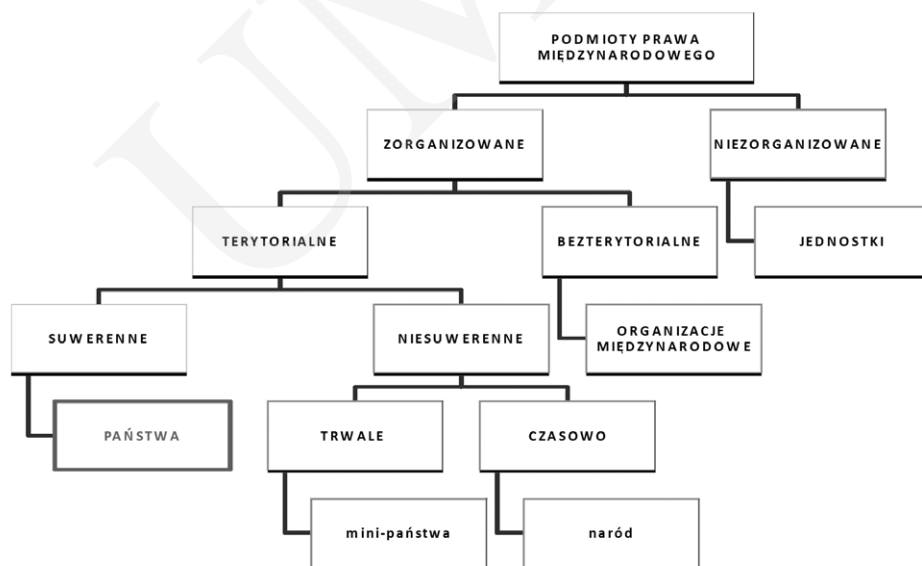 PODMIOTY PRAWA
MIĘDZYNARODOWEGO
ZORGANIZOWANE
NIEZORGANIZOWANE
TERYTORIALNE
BEZTERYTORIALNE
JEDNOSTKI
SUWERENNE
NIESUWERENNE
ORGANIZACJE
MIĘDZYNARODOWE
PAŃSTWA
TRWALE
CZASOWO
mini-państwa
naród